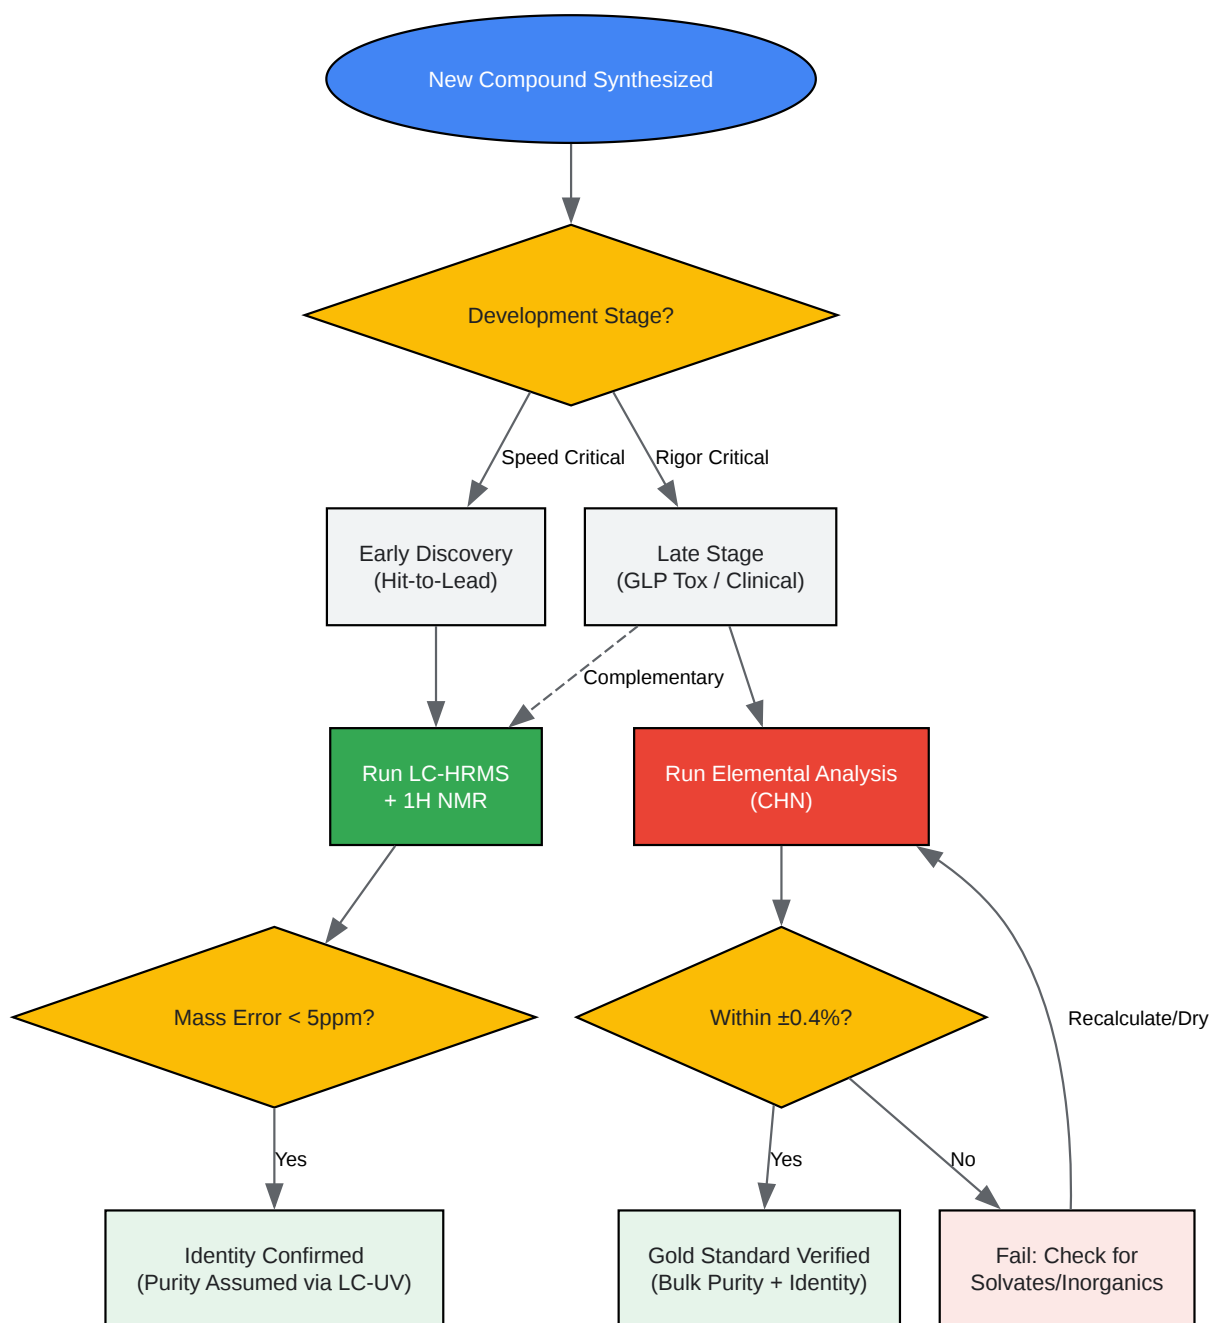 New Compound Synthesized
Development Stage?
Speed Critical
Rigor Critical
Early Discovery
(Hit-to-Lead)
Late Stage
(GLP Tox / Clinical)
Complementary
Run LC-HRMS
+ 1H NMR
Run Elemental Analysis
(CHN)
Mass Error < 5ppm?
Within ±0.4%?
Recalculate/Dry
Yes
Yes
No
Identity Confirmed
(Purity Assumed via LC-UV)
Gold Standard Verified
(Bulk Purity + Identity)
Fail: Check for
Solvates/Inorganics